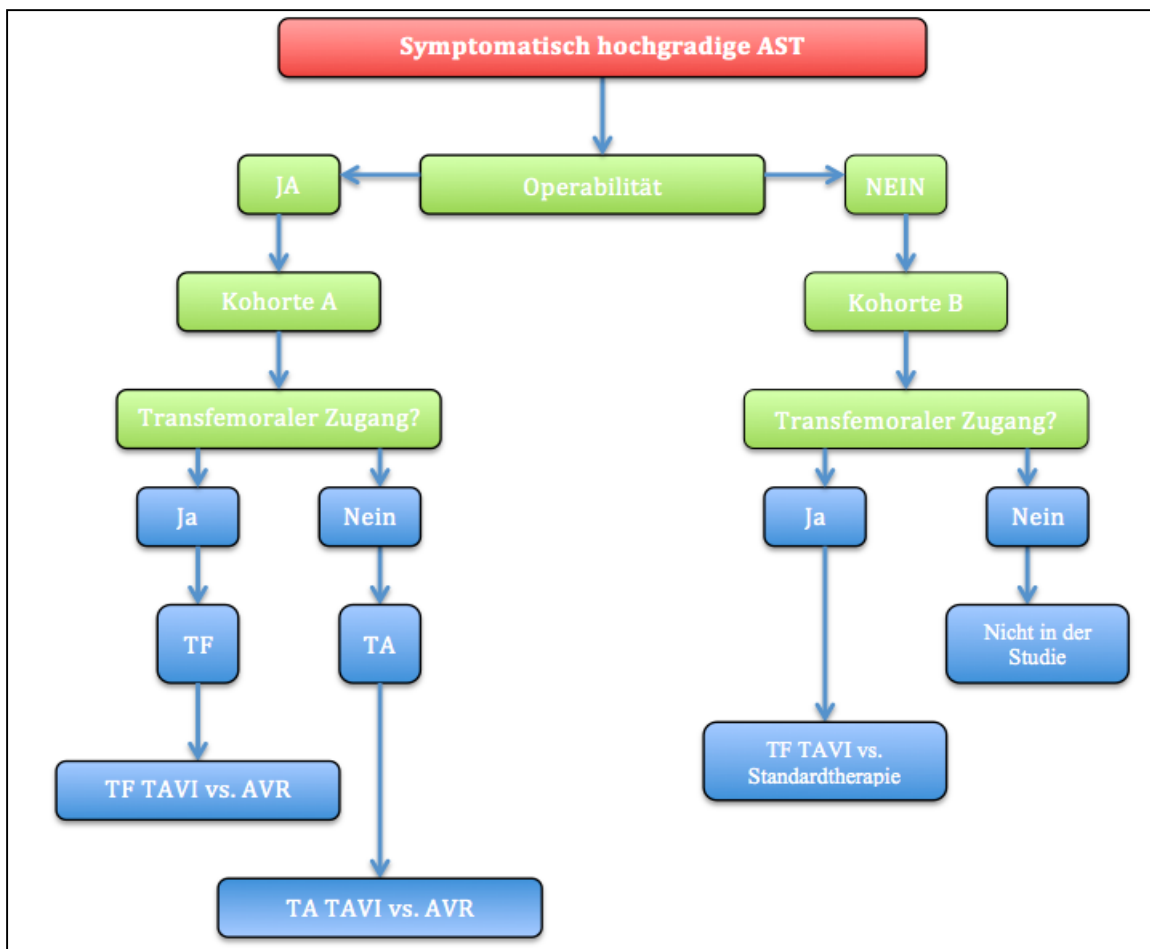 Symptomatisch hochgradige AST
JA
Operabilität
NEIN
Kohorte A
Kohorte B
Transfemoraler Zugang?
Transfemoraler Zugang?
Ja
Nein
Ja
Nein
TF
TA
Nicht in der
Studie
TF TAVI vs. AVR
TF TAVI vs.
Standardtherapie
TA TAVI vs. AVR